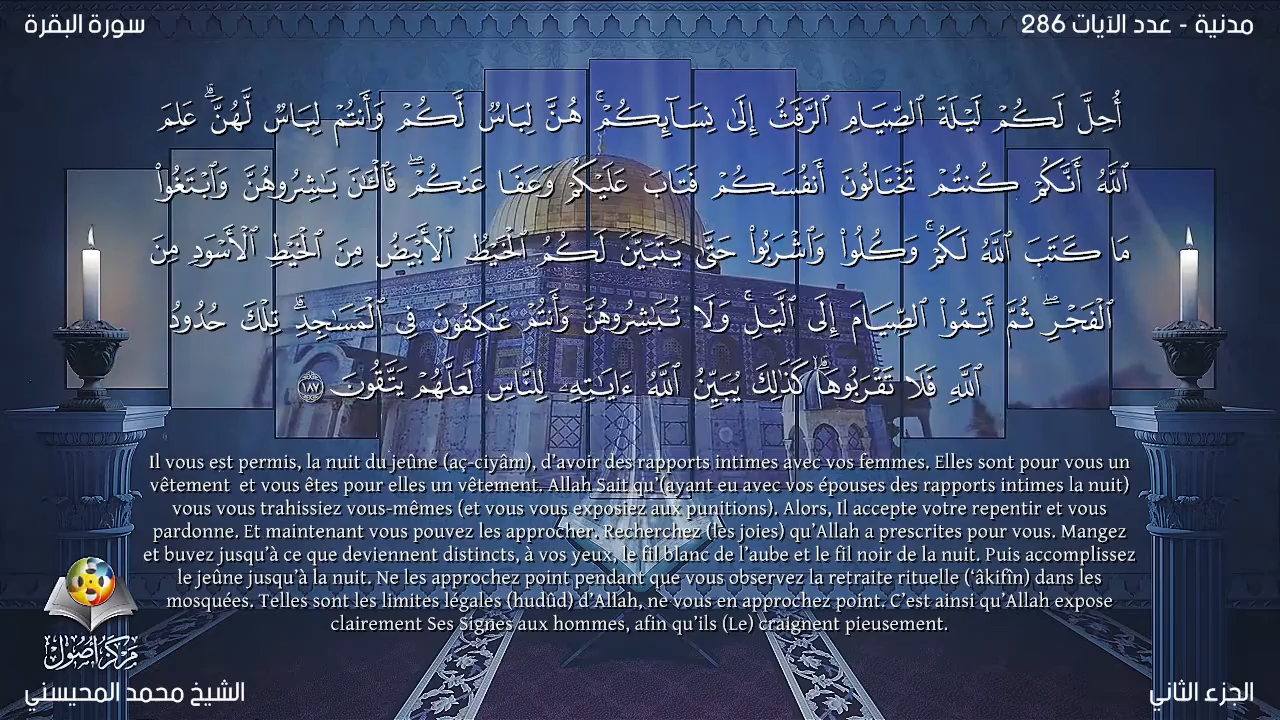 سورة البقرة
مدنية - عدد الآيات 286
أُحِلَّ لَكُمْ لَيْلَةَ ٱلصِّيَامِ ٱلرَّفَثُ إِلَىٰ نِسَآئِكُمْ ۚ هُنَّ لِبَاسٌ لَّكُمْ وَأَنتُمْ لِبَاسٌ لَّهُنَّ ۗ عَلِمَ
ٱللَّهُ أَنَّكُمْ كُنتُمْ تَخْتَانُونَ أَنفُسَكُمْ فَتَابَ عَلَيْكُمْ وَعَفَا عَنكُمْ ۖ فَٱلْـَٰٔنَ بَـٰشِرُوهُنَّ وَٱبْتَغُوا۟
مَا كَتَبَ ٱللَّهُ لَكُمْ ۚ وَكُلُوا۟ وَٱشْرَبُوا۟ حَتَّىٰ يَتَبَيَّنَ لَكُمُ ٱلْخَيْطُ ٱلْأَبْيَضُ مِنَ ٱلْخَيْطِ ٱلْأَسْوَدِ مِنَ
ٱلْفَجْرِ ۖ ثُمَّ أَتِمُّوا۟ ٱلصِّيَامَ إِلَى ٱلَّيْلِ ۚ وَلَا تُبَـٰشِرُوهُنَّ وَأَنتُمْ عَـٰكِفُونَ فِى ٱلْمَسَـٰجِدِ ۗ تِلْكَ حُدُودُ
ٱللَّهِ فَلَا تَقْرَبُوهَا ۗ كَذَٰلِكَ يُبَيِّنُ ٱللَّهُ ءَايَـٰتِهِۦ لِلنَّاسِ لَعَلَّهُمْ يَتَّقُونَ ١٨٧
Il vous est permis, la nuit du jeûne (aç-ciyâm), d’avoir des rapports intimes avec vos femmes. Elles sont pour vous un
vêtement et vous êtes pour elles un vêtement. Allah Sait qu’(ayant eu avec vos épouses des rapports intimes la nuit)
vous vous trahissiez vous-mêmes (et vous vous exposiez aux punitions). Alors, Il accepte votre repentir et vous
pardonne. Et maintenant vous pouvez les approcher. Recherchez (les joies) qu’Allah a prescrites pour vous. Mangez
et buvez jusqu’à ce que deviennent distincts, à vos yeux, le fil blanc de l’aube et le fil noir de la nuit. Puis accomplissez
le jeûne jusqu’à la nuit. Ne les approchez point pendant que vous observez la retraite rituelle (‘âkifîn) dans les
mosquées. Telles sont les limites légales (hudûd) d’Allah, ne vous en approchez point. C’est ainsi qu’Allah expose
clairement Ses Signes aux hommes, afin qu’ils (Le) craignent pieusement.
مركز أصول
الشيخ محمد المحيسني
الجزء الثاني